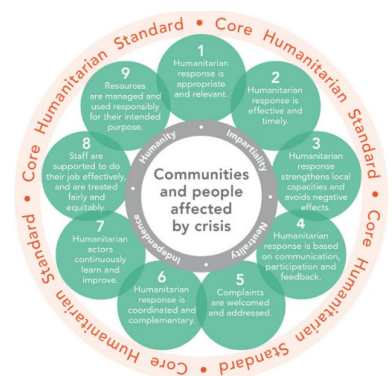 Core Humanitarian Standard • Core Humanitarian Standard • Core Humanitarian Standard • Core Humanitarian Standard •
1
Humanitarian
response is
appropriate
and relevant.
2
Humanitarian
response is
effective and
timely.
3
Humanitarian
response
strengthens local
capacities and
avoids negative
effects.
4
Humanitarian
response is based
on communication,
participation and
feedback.
5
Complaints
are welcomed
and addressed.
6
Humanitarian
response is
coordinated and
complementary.
7
Humanitarian
actors
continuously
learn and
improve.
8
Staff are
supported to do
their job effectively,
and are treated
fairly and
equitably.
9
Resources
are managed and
used responsibly
for their intended
purpose.
Humanity • Impartiality • Neutrality • Independence •
Communities
and people
affected
by crisis